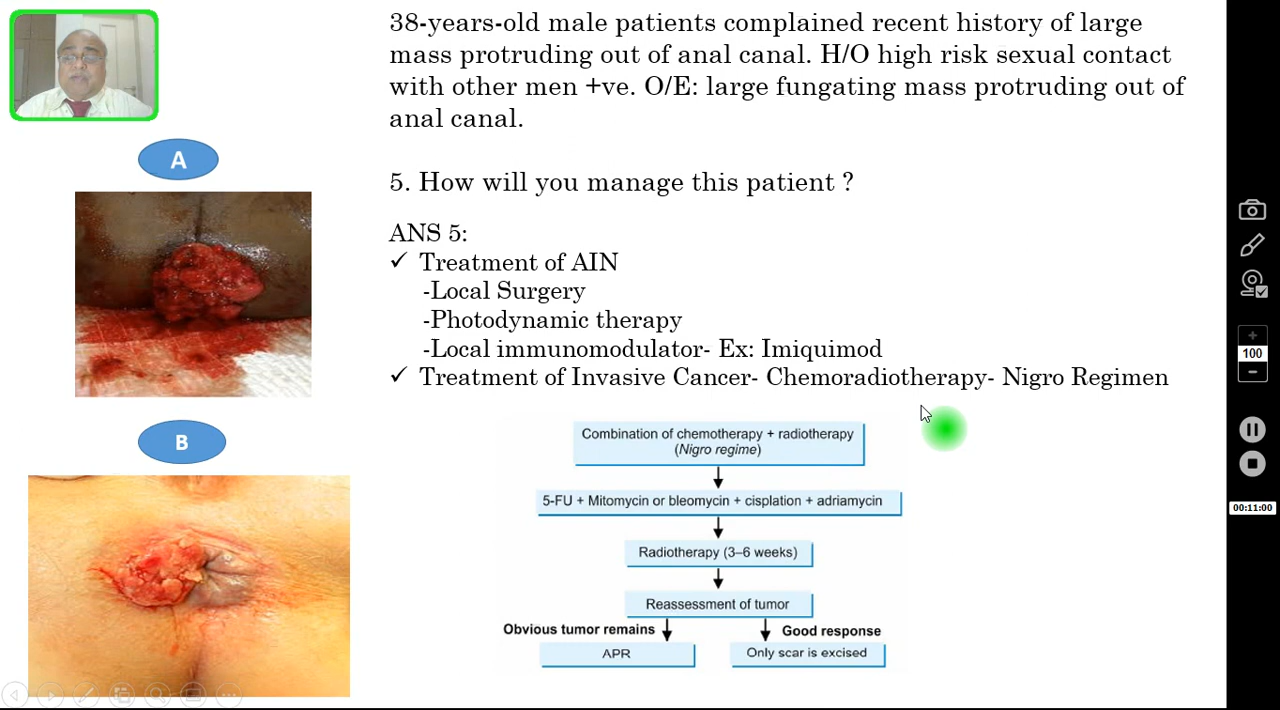 38-years-old male patients complained recent history of large
mass protruding out of anal canal. H/O high risk sexual contact
with other men +ve. O/E: large fungating mass protruding out of
anal canal.
A
5. How will you manage this patient ?
ANS 5:
✓ Treatment of AIN
-Local Surgery
-Photodynamic therapy
-Local immunomodulator- Ex: Imiquimod
✓ Treatment of Invasive Cancer- Chemoradiotherapy- Nigro Regimen
B
Combination of chemotherapy + radiotherapy
(Nigro regime)
5-FU + Mitomycin or bleomycin + cisplation + adriamycin
Radiotherapy (3–6 weeks)
Reassessment of tumor
Obvious tumor remains
Good response
APR
Only scar is excised
+
100
-
00:11:00